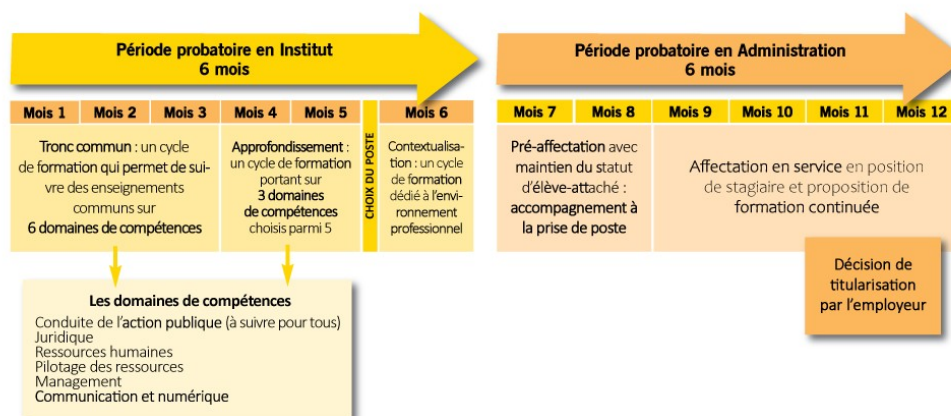 Période probatoire en Institut
6 mois
Période probatoire en Administration
6 mois
Mois 1
Mois 2
Mois 3
Mois 4
Mois 5
CHOIX DU POSTE
Mois 6
Mois 7
Mois 8
Mois 9
Mois 10
Mois 11
Mois 12
Tronc commun : un cycle
de formation qui permet de sui-
vre des enseignements
communs sur
6 domaines de compétences
Approfondissement :
un cycle de formation
portant sur
3 domaines
de compétences
choisis parmi 5
Contextualisa-
tion : un cycle
de formation
dédié à l'envi-
ronnement
professionnel
Pré-affectation avec
maintien du statut
d'élève-attaché :
accompagnement à
la prise de poste
Affectation en service en position
de stagiaire et proposition de
formation continuée
Décision de
titularisation
par l'employeur
Les domaines de compétences
Conduite de l'action publique (à suivre pour tous)
Juridique
Ressources humaines
Pilotage des ressources
Management
Communication et numérique